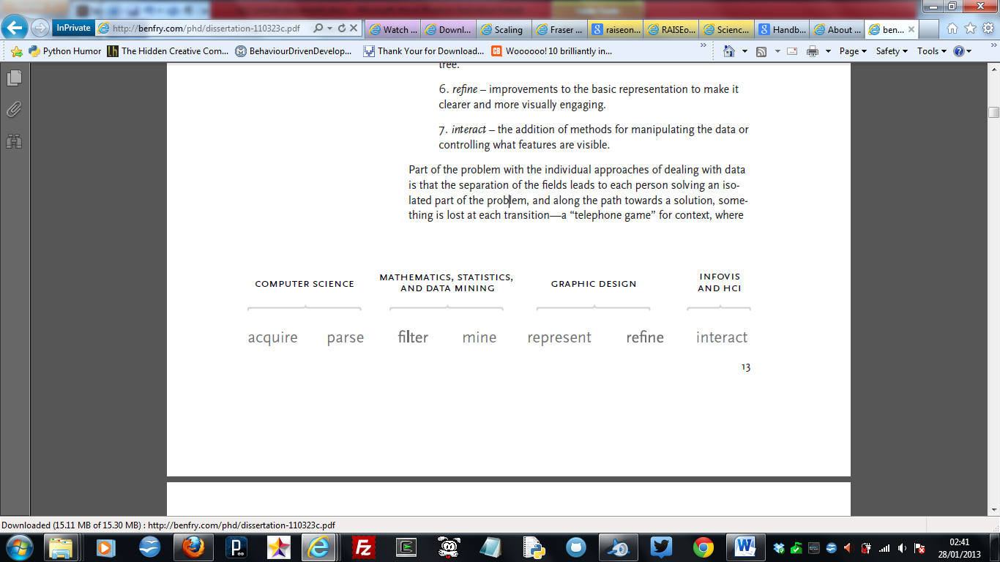 InPrivate
http://benfry.com/phd/dissertation-110323c.pdf
Watch ...
Downl...
Scaling
Fraser ...
raiseon...
RAISEo...
Scienc...
Handb...
About ...
ben...
Python Humor
The Hidden Creative Com...
BehaviourDrivenDevelop...
Thank Your for Download...
Woooooo! 10 brilliantly in...
Page
Safety
Tools
tree.
6. refine – improvements to the basic representation to make it
clearer and more visually engaging.
7. interact – the addition of methods for manipulating the data or
controlling what features are visible.
Part of the problem with the individual approaches of dealing with data
is that the separation of the fields leads to each person solving an iso-
lated part of the problem, and along the path towards a solution, some-
thing is lost at each transition—a “telephone game” for context, where
COMPUTER SCIENCE
MATHEMATICS, STATISTICS,
AND DATA MINING
GRAPHIC DESIGN
INFOVIS
AND HCI
acquire parse filter mine represent refine interact
13
Downloaded (15.11 MB of 15.30 MB) : http://benfry.com/phd/dissertation-110323c.pdf
02:41
28/01/2013